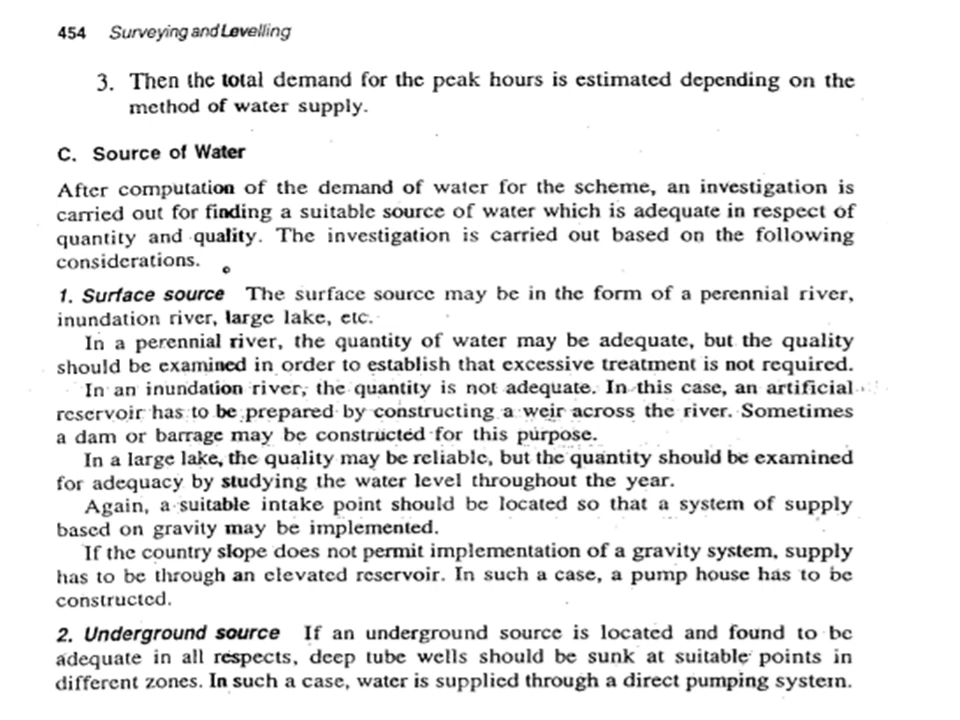 454 Surveying and Levelling
3. Then the total demand for the peak hours is estimated depending on the
method of water supply.
C. Source of Water
After computation of the demand of water for the scheme, an investigation is
carried out for finding a suitable source of water which is adequate in respect of
quantity and quality. The investigation is carried out based on the following
considerations.
1. Surface source The surface source may be in the form of a perennial river,
inundation river, large lake, etc.
In a perennial river, the quantity of water may be adequate, but the quality
should be examined in order to establish that excessive treatment is not required.
In an inundation river, the quantity is not adequate. In this case, an artificial
reservoir has to be prepared by constructing a weir across the river. Sometimes
a dam or barrage may be constructed for this purpose.
In a large lake, the quality may be reliable, but the quantity should be examined
for adequacy by studying the water level throughout the year.
Again, a suitable intake point should be located so that a system of supply
based on gravity may be implemented.
If the country slope does not permit implementation of a gravity system, supply
has to be through an elevated reservoir. In such a case, a pump house has to be
constructed.
2. Underground source If an underground source is located and found to be
adequate in all respects, deep tube wells should be sunk at suitable points in
different zones. In such a case, water is supplied through a direct pumping system.